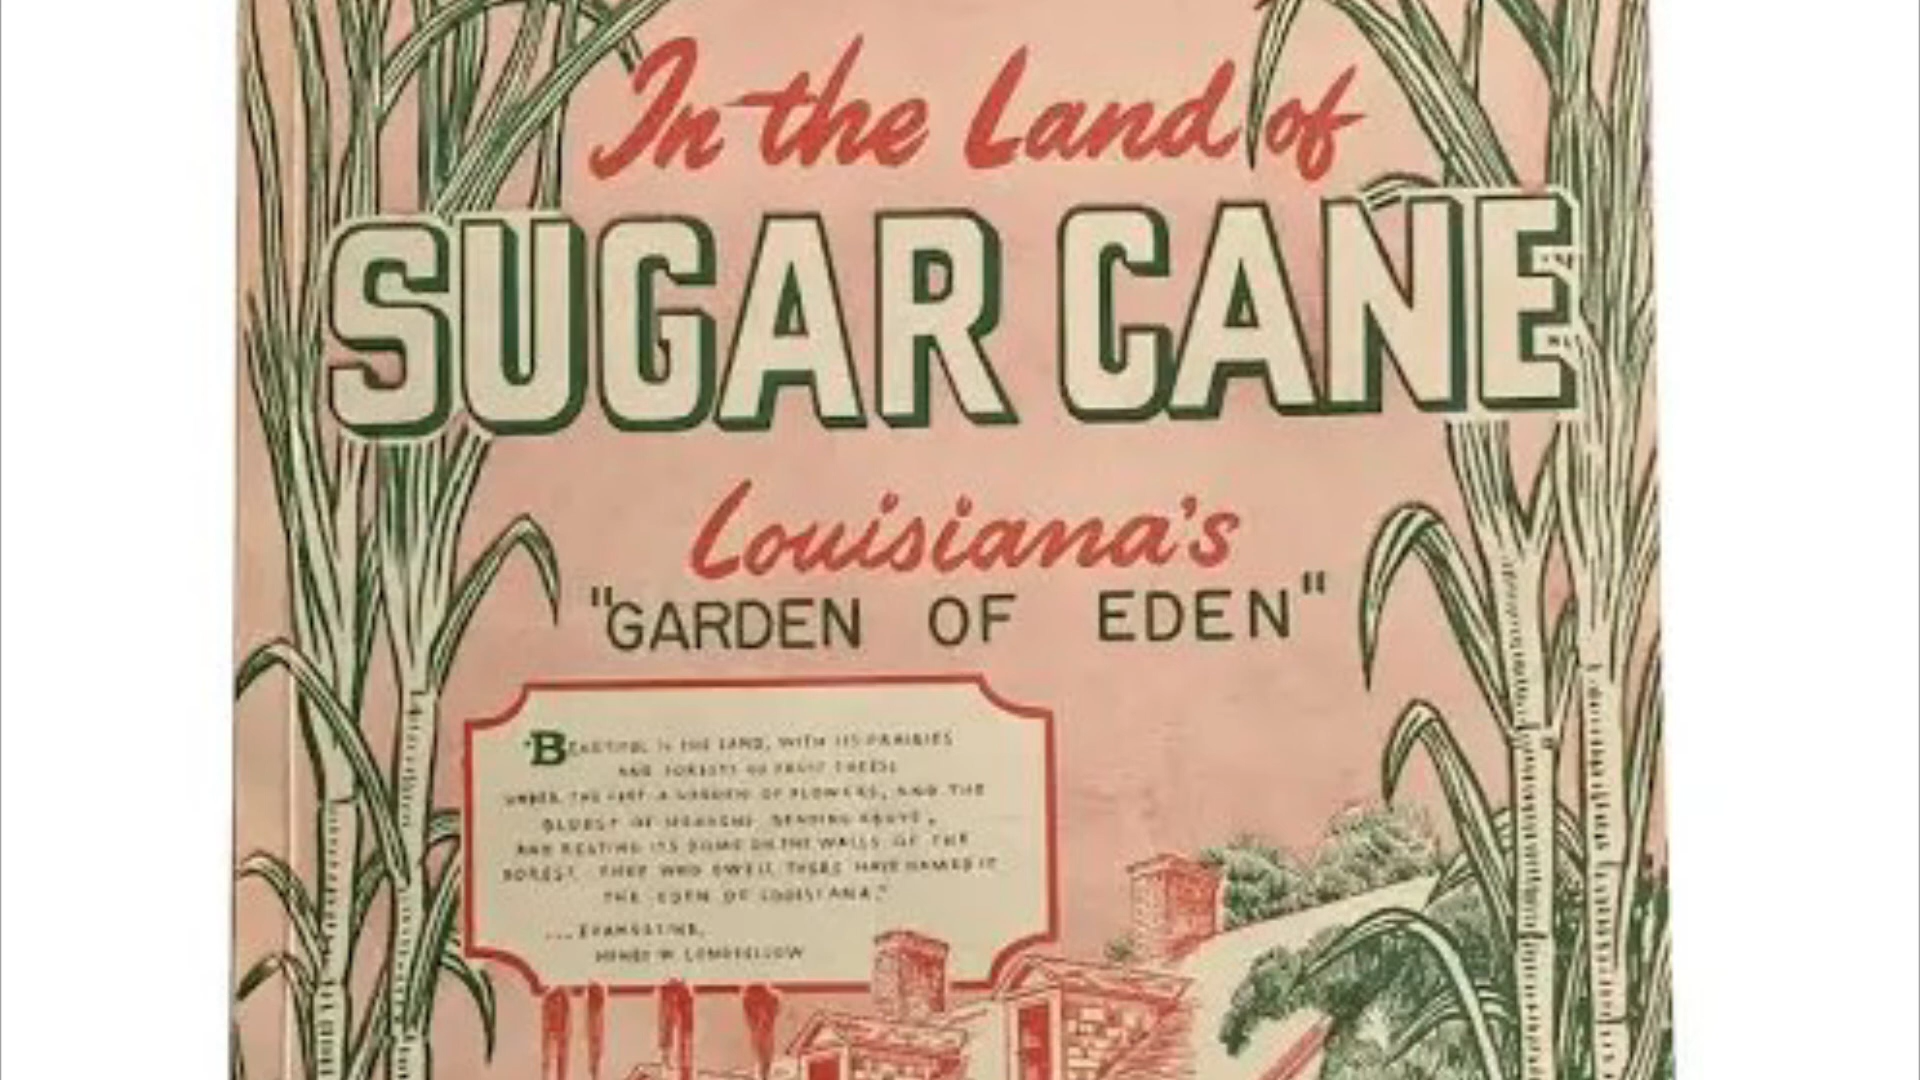 In the Land of
SUGAR CANE
Louisiana's
"GARDEN OF EDEN"
"BEAUTIFUL IS THE LAND, WITH ITS PRAIRIES
AND FORESTS OF FRUIT TREES;
UNDER THE FEET A GARDEN OF FLOWERS, AND THE
BLUEST OF HEAVENS BENDING ABOVE,
AND RESTING ITS DOME ON THE WALLS OF THE
FOREST. THEY WHO DWELL THERE HAVE NAMED IT
THE EDEN OF LOUISIANA."
...EVANGELINE,
HENRY W. LONGFELLOW